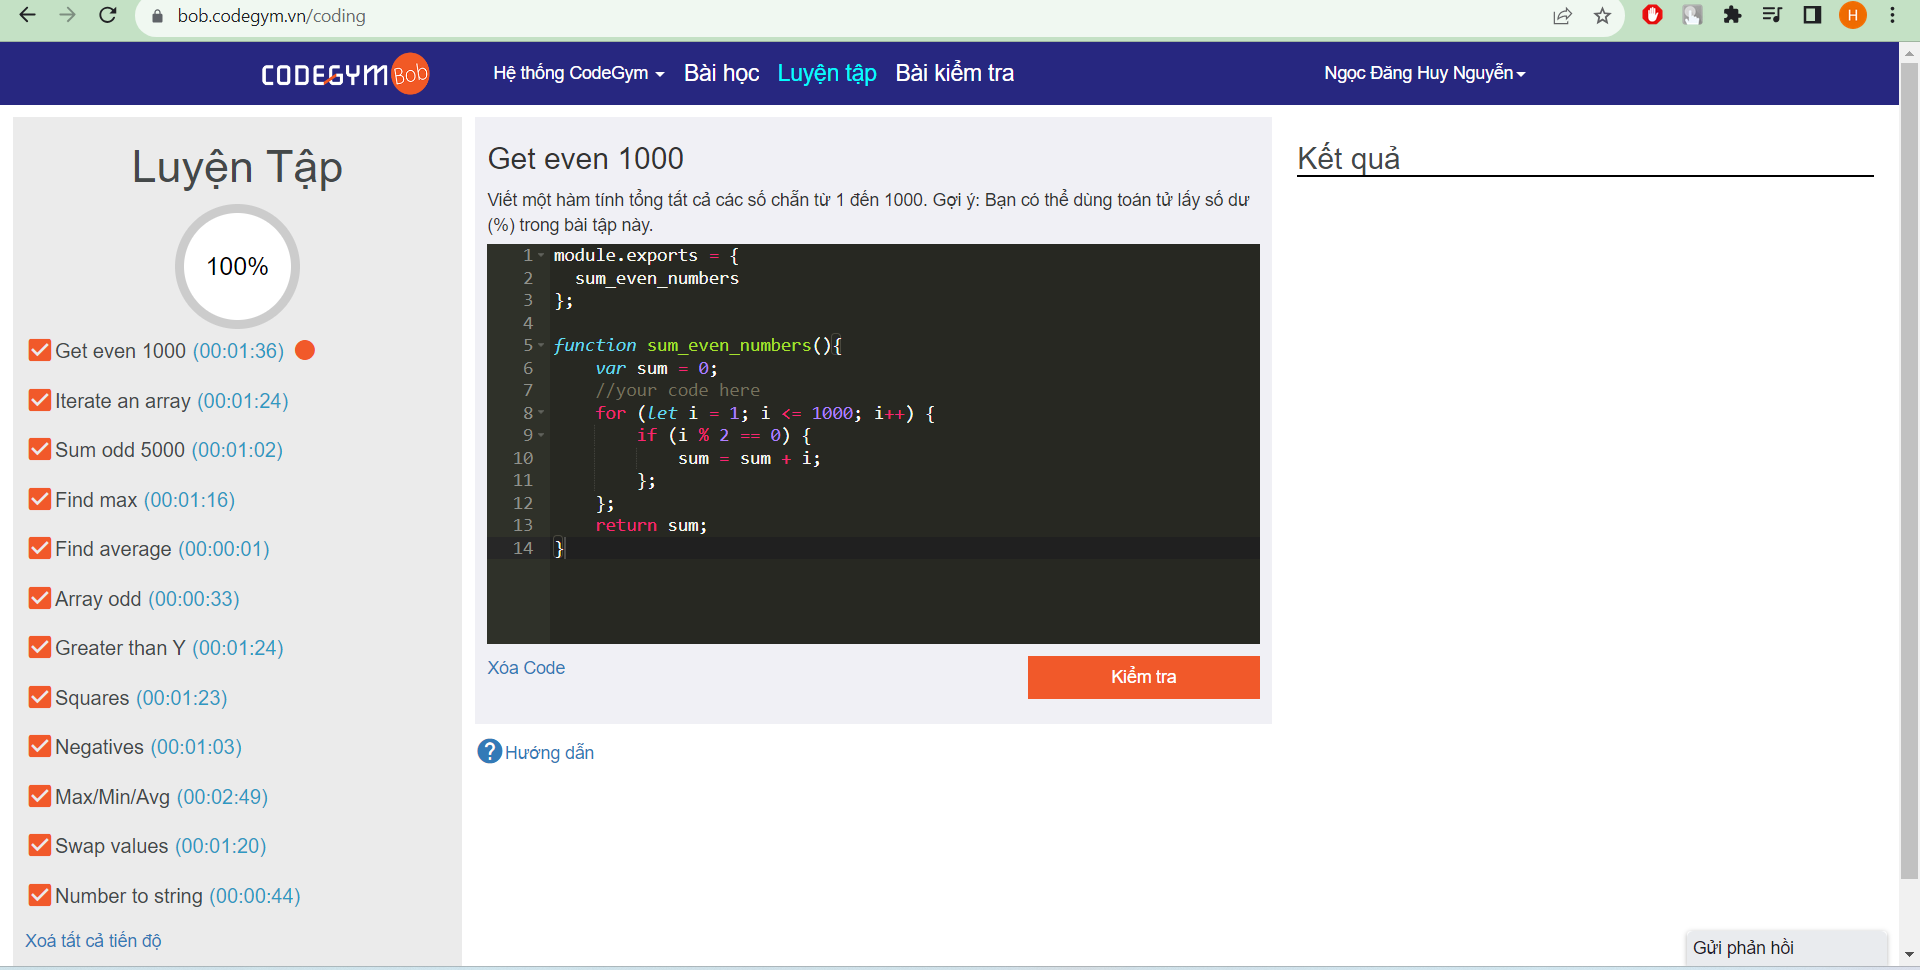 bob.codegym.vn/coding
H
CODEGYM Bob
Hệ thống CodeGym
Bài học
Luyện tập
Bài kiểm tra
Ngọc Đăng Huy Nguyễn
Luyện Tập
100%
Get even 1000 (00:01:36)
Iterate an array (00:01:24)
Sum odd 5000 (00:01:02)
Find max (00:01:16)
Find average (00:00:01)
Array odd (00:00:33)
Greater than Y (00:01:24)
Squares (00:01:23)
Negatives (00:01:03)
Max/Min/Avg (00:02:49)
Swap values (00:01:20)
Number to string (00:00:44)
Xoá tất cả tiến độ
Get even 1000
Viết một hàm tính tổng tất cả các số chẵn từ 1 đến 1000. Gợi ý: Bạn có thể dùng toán tử lấy số dư
(%) trong bài tập này.
1 module.exports = {
2   sum_even_numbers
3 };
4
5 function sum_even_numbers(){
6     var sum = 0;
7     //your code here
8     for (let i = 1; i <= 1000; i++) {
9         if (i % 2 == 0) {
10             sum = sum + i;
11         };
12     };
13     return sum;
14 }
Xóa Code
Kiểm tra
? Hướng dẫn
Kết quả
Gửi phản hồi